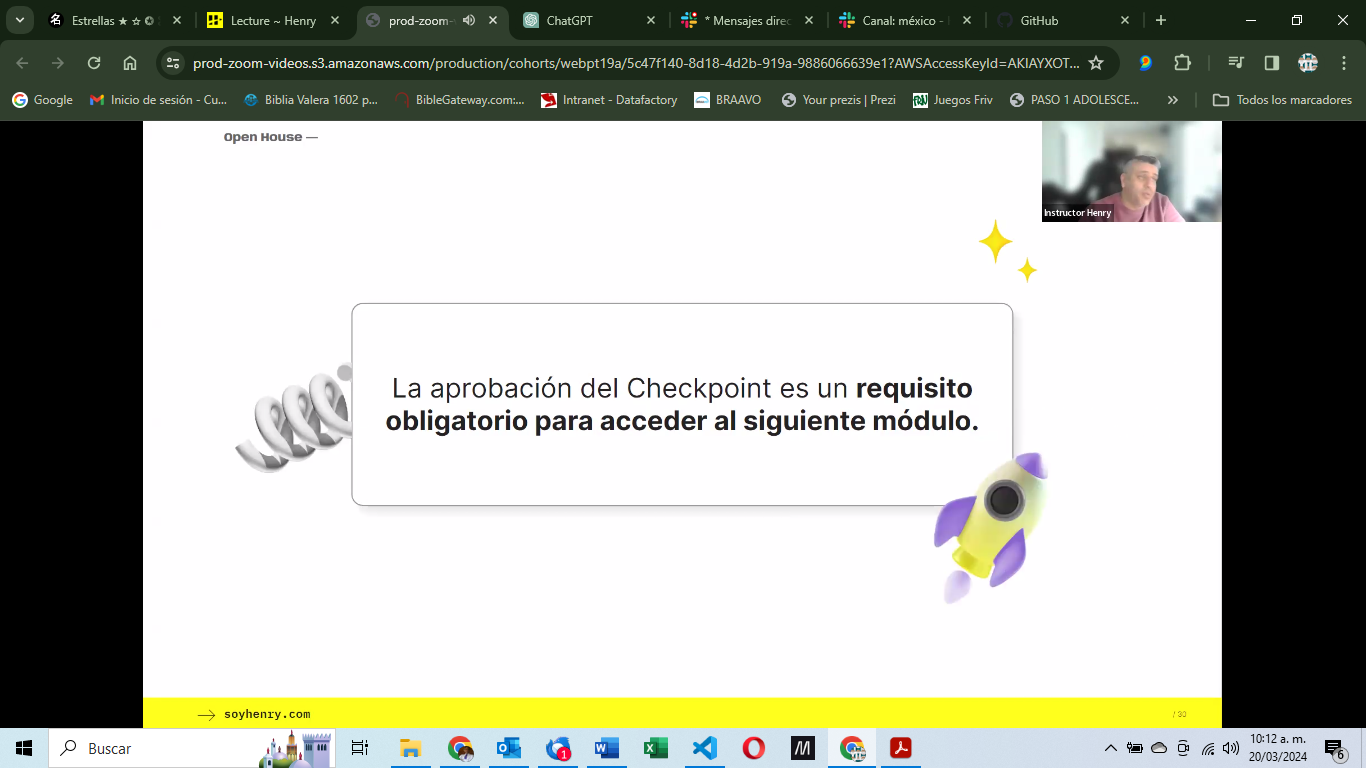 Estrellas ★ ☆ ✪
Lecture ~ Henry
prod-zoom-
ChatGPT
* Mensajes direc
Canal: méxico -
GitHub
prod-zoom-videos.s3.amazonaws.com/production/cohorts/webpt19a/5c47f140-8d18-4d2b-919a-9886066639e1?AWSAccessKeyId=AKIAYXOT...
Google
Inicio de sesión - Cu...
Biblia Valera 1602 p...
BibleGateway.com:...
Intranet - Datafactory
BRAAVO
Your prezis | Prezi
Juegos Friv
PASO 1 ADOLESCE...
»
Todos los marcadores
Open House —
Instructor Henry
La aprobación del Checkpoint es un requisito
obligatorio para acceder al siguiente módulo.
soyhenry.com
/ 30
Buscar
1
10:12 a. m.
20/03/2024
6